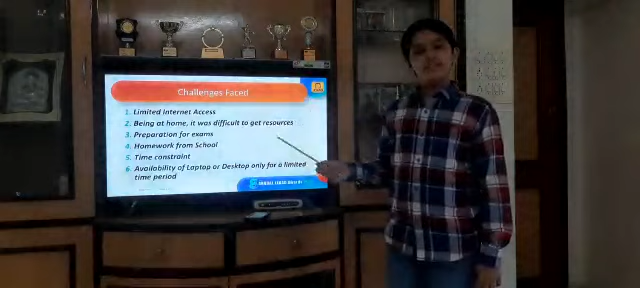 Challenges Faced
1. Limited Internet Access
2. Being at home, it was difficult to get resources
3. Preparation for exams
4. Homework from School
5. Time constraint
6. Availability of Laptop or Desktop only for a limited
time period